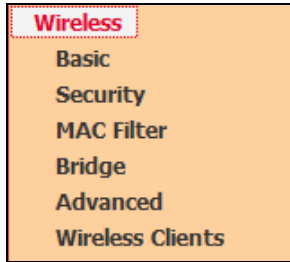 Wireless
Basic
Security
MAC Filter
Bridge
Advanced
Wireless Clients